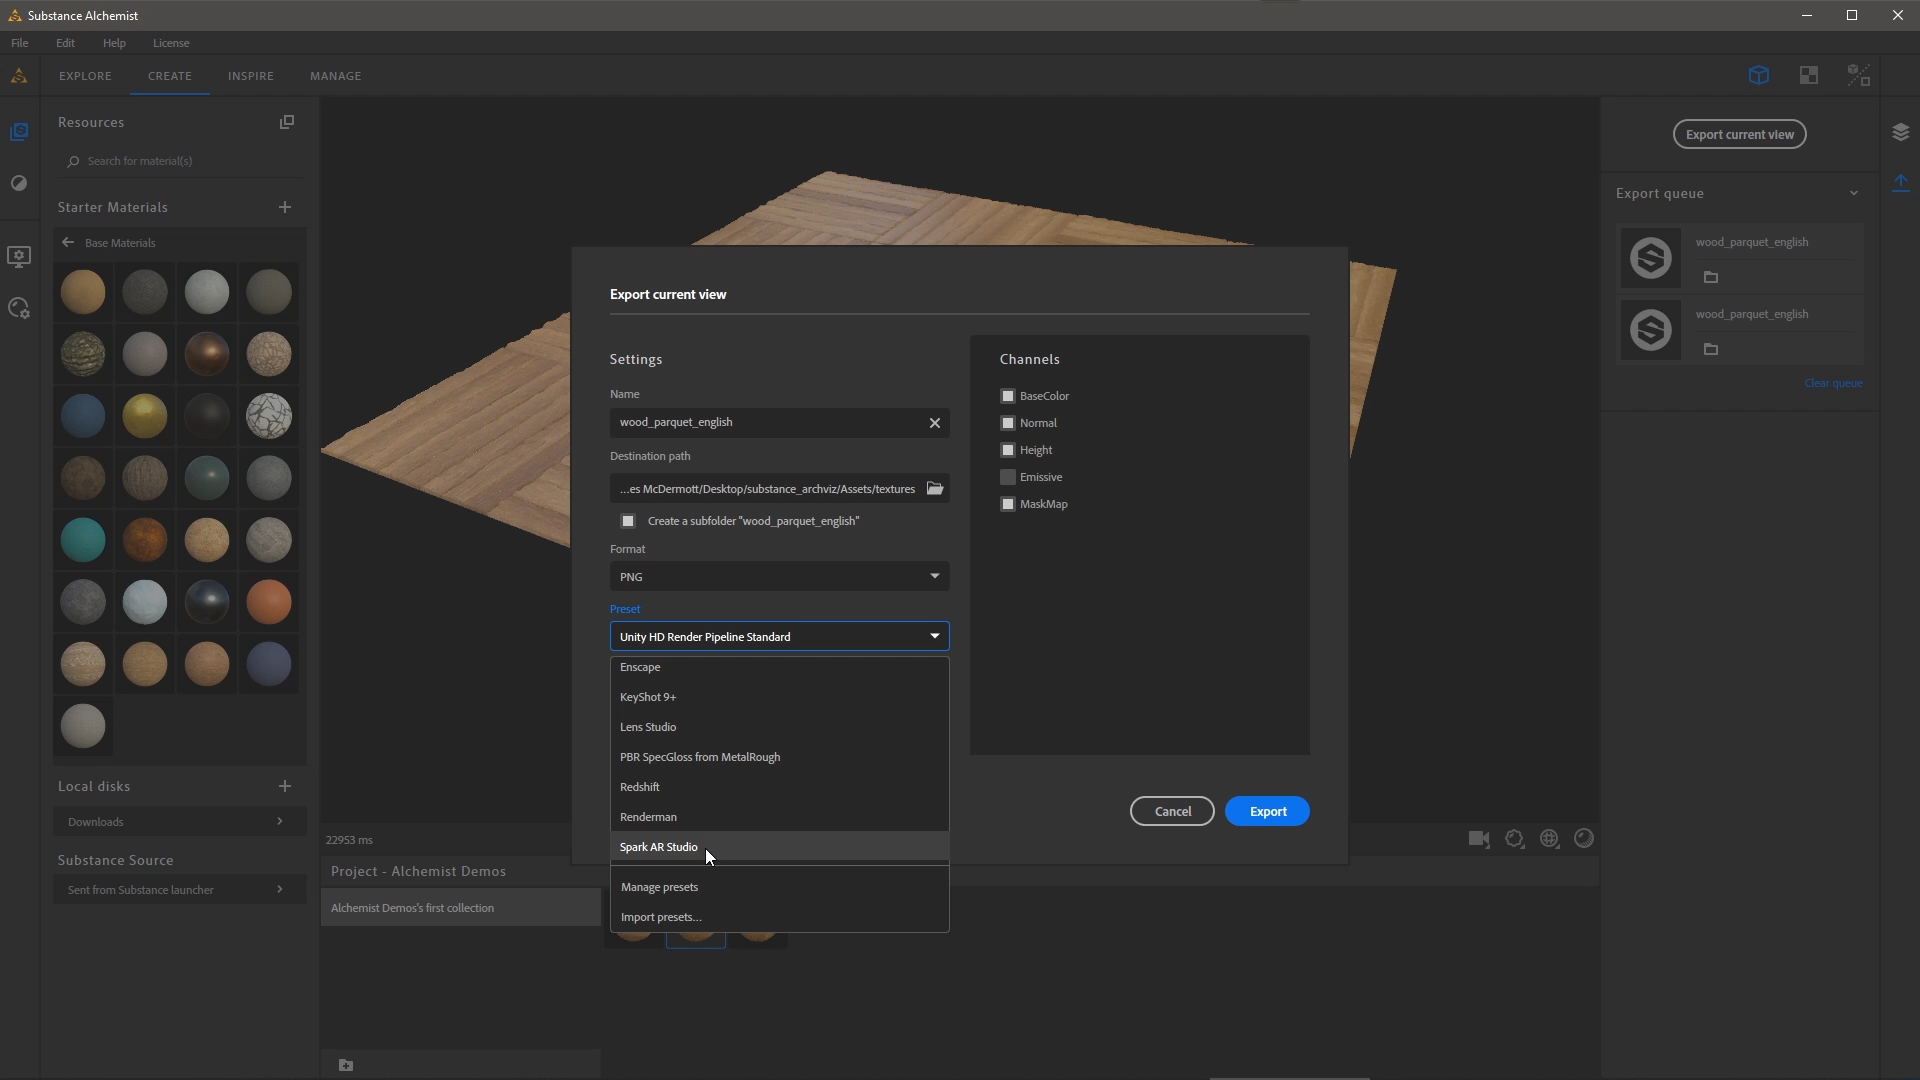 Substance Alchemist
File Edit Help License
EXPLORE CREATE INSPIRE MANAGE
Resources
Search for material(s)
Starter Materials
Base Materials
Local disks
Downloads
Substance Source
Sent from Substance launcher
22953 ms
Project - Alchemist Demos
Alchemist Demos's first collection
Export current view
Settings
Name
wood_parquet_english
Destination path
...es McDermott/Desktop/substance_archviz/Assets/textures
Create a subfolder "wood_parquet_english"
Format
PNG
Preset
Unity HD Render Pipeline Standard
Enscape
KeyShot 9+
Lens Studio
PBR SpecGloss from MetalRough
Redshift
Renderman
Spark AR Studio
Manage presets
Import presets...
Channels
BaseColor
Normal
Height
Emissive
MaskMap
Cancel
Export
Export current view
Export queue
wood_parquet_english
wood_parquet_english
Clear queue